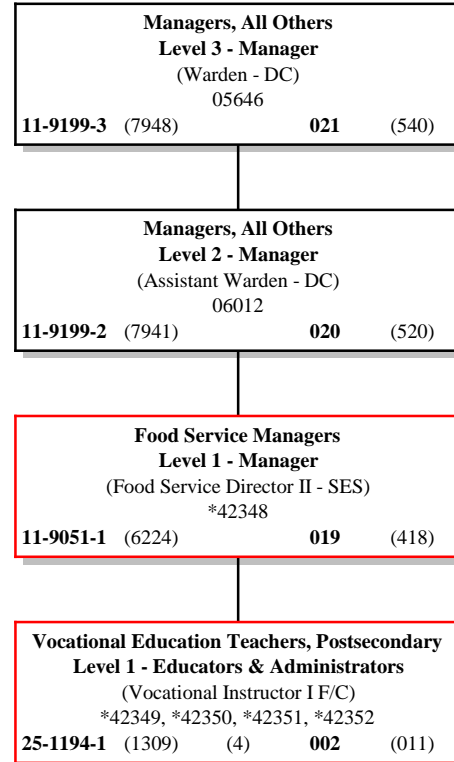 Managers, All Others
Level 3 - Manager
(Warden - DC)
05646
11-9199-3 (7948) 021 (540)
Managers, All Others
Level 2 - Manager
(Assistant Warden - DC)
06012
11-9199-2 (7941) 020 (520)
Food Service Managers
Level 1 - Manager
(Food Service Director II - SES)
*42348
11-9051-1 (6224) 019 (418)
Vocational Education Teachers, Postsecondary
Level 1 - Educators & Administrators
(Vocational Instructor I F/C)
*42349, *42350, *42351, *42352
25-1194-1 (1309) (4) 002 (011)